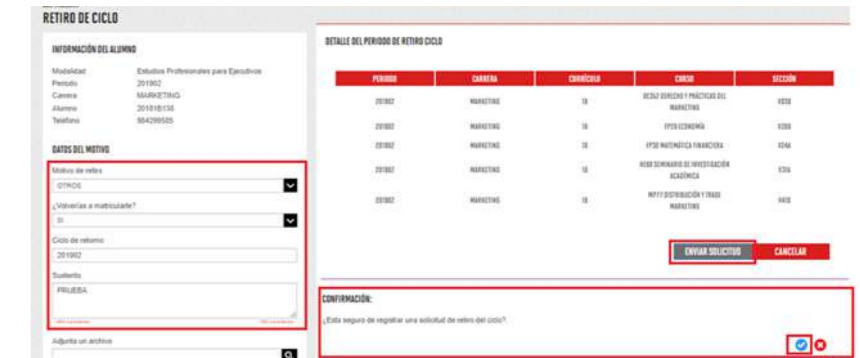 RETIRO DE CICLO
INFORMACIÓN DEL ALUMNO
Modalidad Estudios Profesionales para Ejecutivos
Periodo 201902
Carrera MARKETING
Alumno
Teléfono
DATOS DEL MOTIVO
Motivo de retiro
OTROS
¿Volverías a matricularte?
SI
Ciclo de retorno
201902
Sustento
PRUEBA
Adjunta un archivo
DETALLE DEL PERIODO DE RETIRO CICLO
PERIODO CARRERA CURRÍCULO CURSO SECCIÓN
201902 MARKETING 18 DERECHO Y PRÁCTICAS DEL
MARKETING
201902 MARKETING 18 ECONOMÍA
201902 MARKETING 18 MATEMÁTICA FINANCIERA
201902 MARKETING 18 SEMINARIO DE INVESTIGACIÓN
ACADÉMICA
201902 MARKETING 18 DISTRIBUCIÓN Y TRADE
MARKETING
ENVIAR SOLICITUD CANCELAR
CONFIRMACIÓN:
¿Esta seguro de registrar una solicitud de retiro del ciclo?.